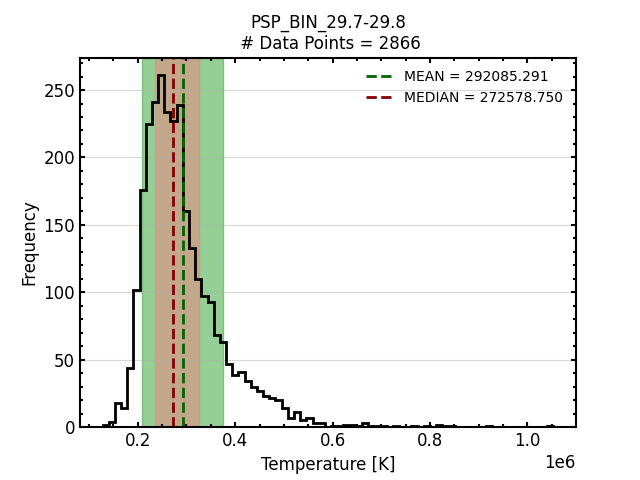 PSP_BIN_29.7-29.8
# Data Points = 2866
MEAN = 292085.291
MEDIAN = 272578.750
Frequency
250
200
150
100
50
0
0.2 0.4 0.6 0.8 1.0
1e6
Temperature [K]